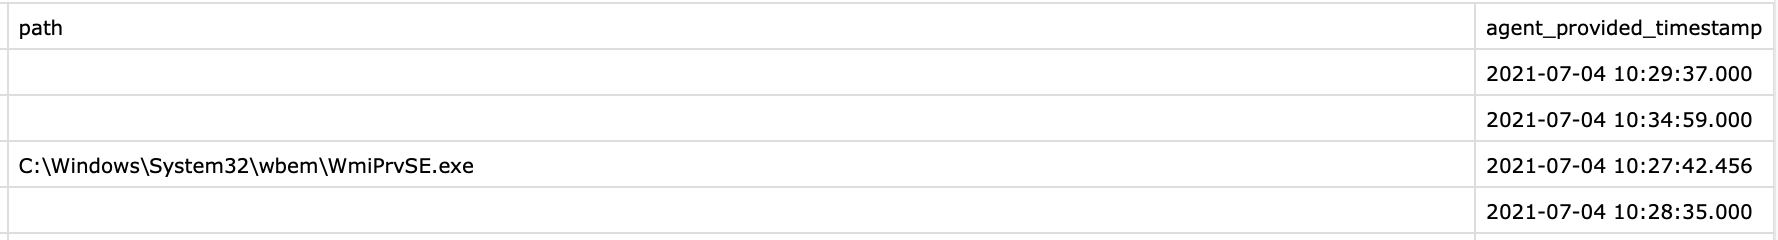 path agent_provided_timestamp
2021-07-04 10:29:37.000
2021-07-04 10:34:59.000
C:\Windows\System32\wbem\WmiPrvSE.exe 2021-07-04 10:27:42.456
2021-07-04 10:28:35.000